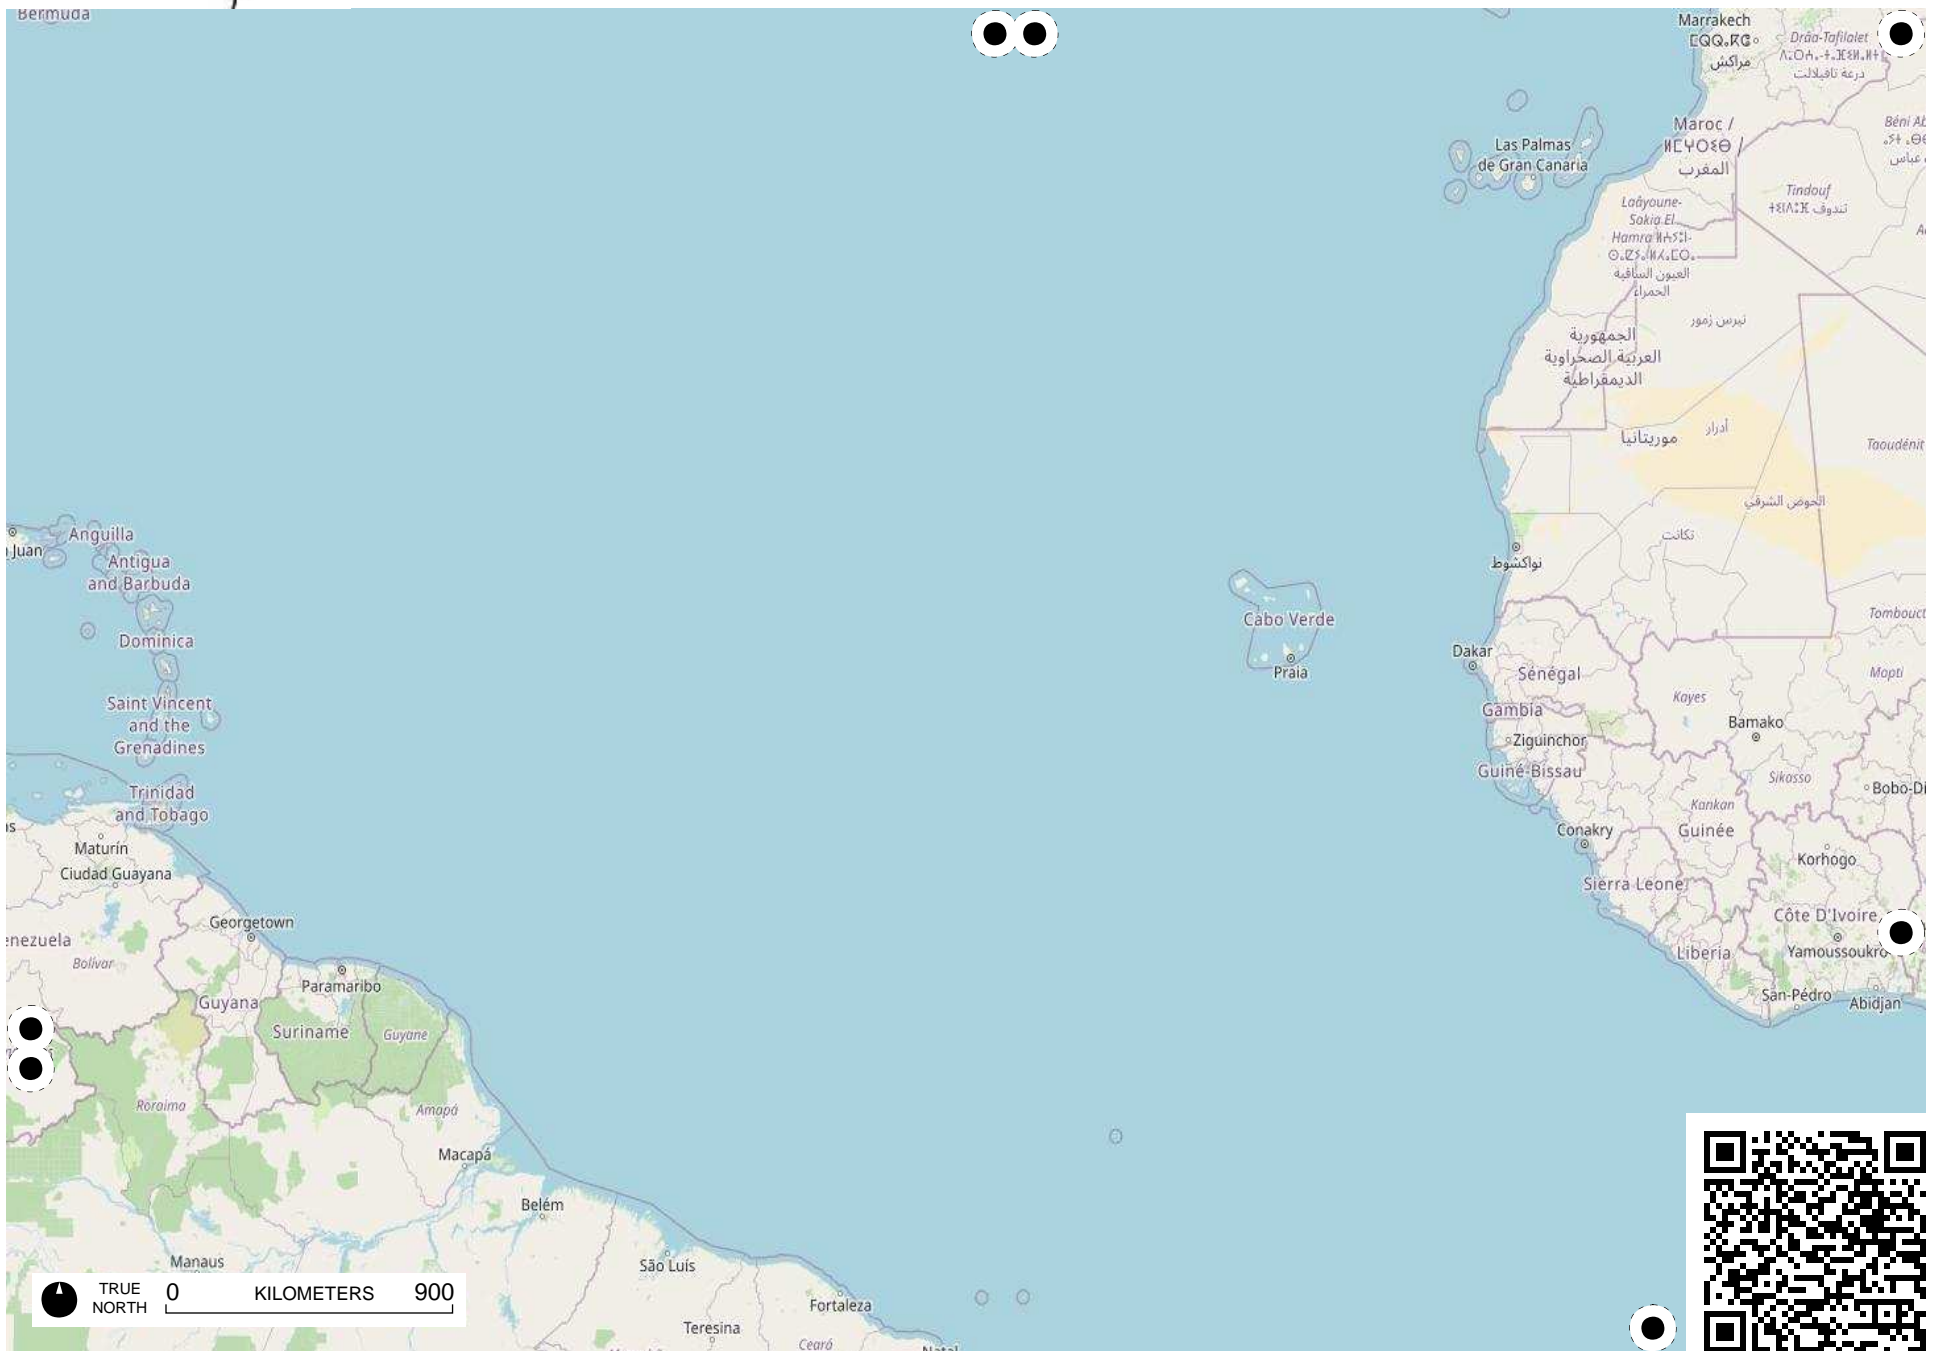 Bermuda
Marrakech
ⵎⵕⵕⴰⴽⵛ
مراكش
Drâa-Tafilalet
درعة تافيلالت
Maroc /
ⵍⵎⵖⵔⵉⴱ /
المغرب
Béni Ab
عباس
Las Palmas
de Gran Canaria
Tindouf
ⵜⵉⵏⴷⵓⴼ تندوف
Laâyoune-
Sakia El
Hamra
العيون الساقية
الحمراء
تيرس زمور
الجمهورية
العربية الصحراوية
الديمقراطية
أدرار
موريتانيا
Taoudénit
الحوض الشرقي
تكانت
نواكشوط
Juan
Anguilla
Antigua
and Barbuda
Dominica
Saint Vincent
and the
Grenadines
Trinidad
and Tobago
Cabo Verde
Praia
Tombouct
Dakar
Sénégal
Mopti
Kayes
Gambia
Bamako
Ziguinchor
Guiné-Bissau
Sikasso
Bobo-Di
Kankan
Guinée
Conakry
Korhogo
Sierra Leone
Côte D'Ivoire
Yamoussoukro
Liberia
San-Pédro
Abidjan
as
Maturín
Ciudad Guayana
Georgetown
enezuela
Bolívar
Paramaribo
Guyana
Suriname
Guyane
Roraima
Amapá
Macapá
Belém
Manaus
São Luís
Fortaleza
Teresina
Ceará
Natal
TRUE
NORTH
0 KILOMETERS 900